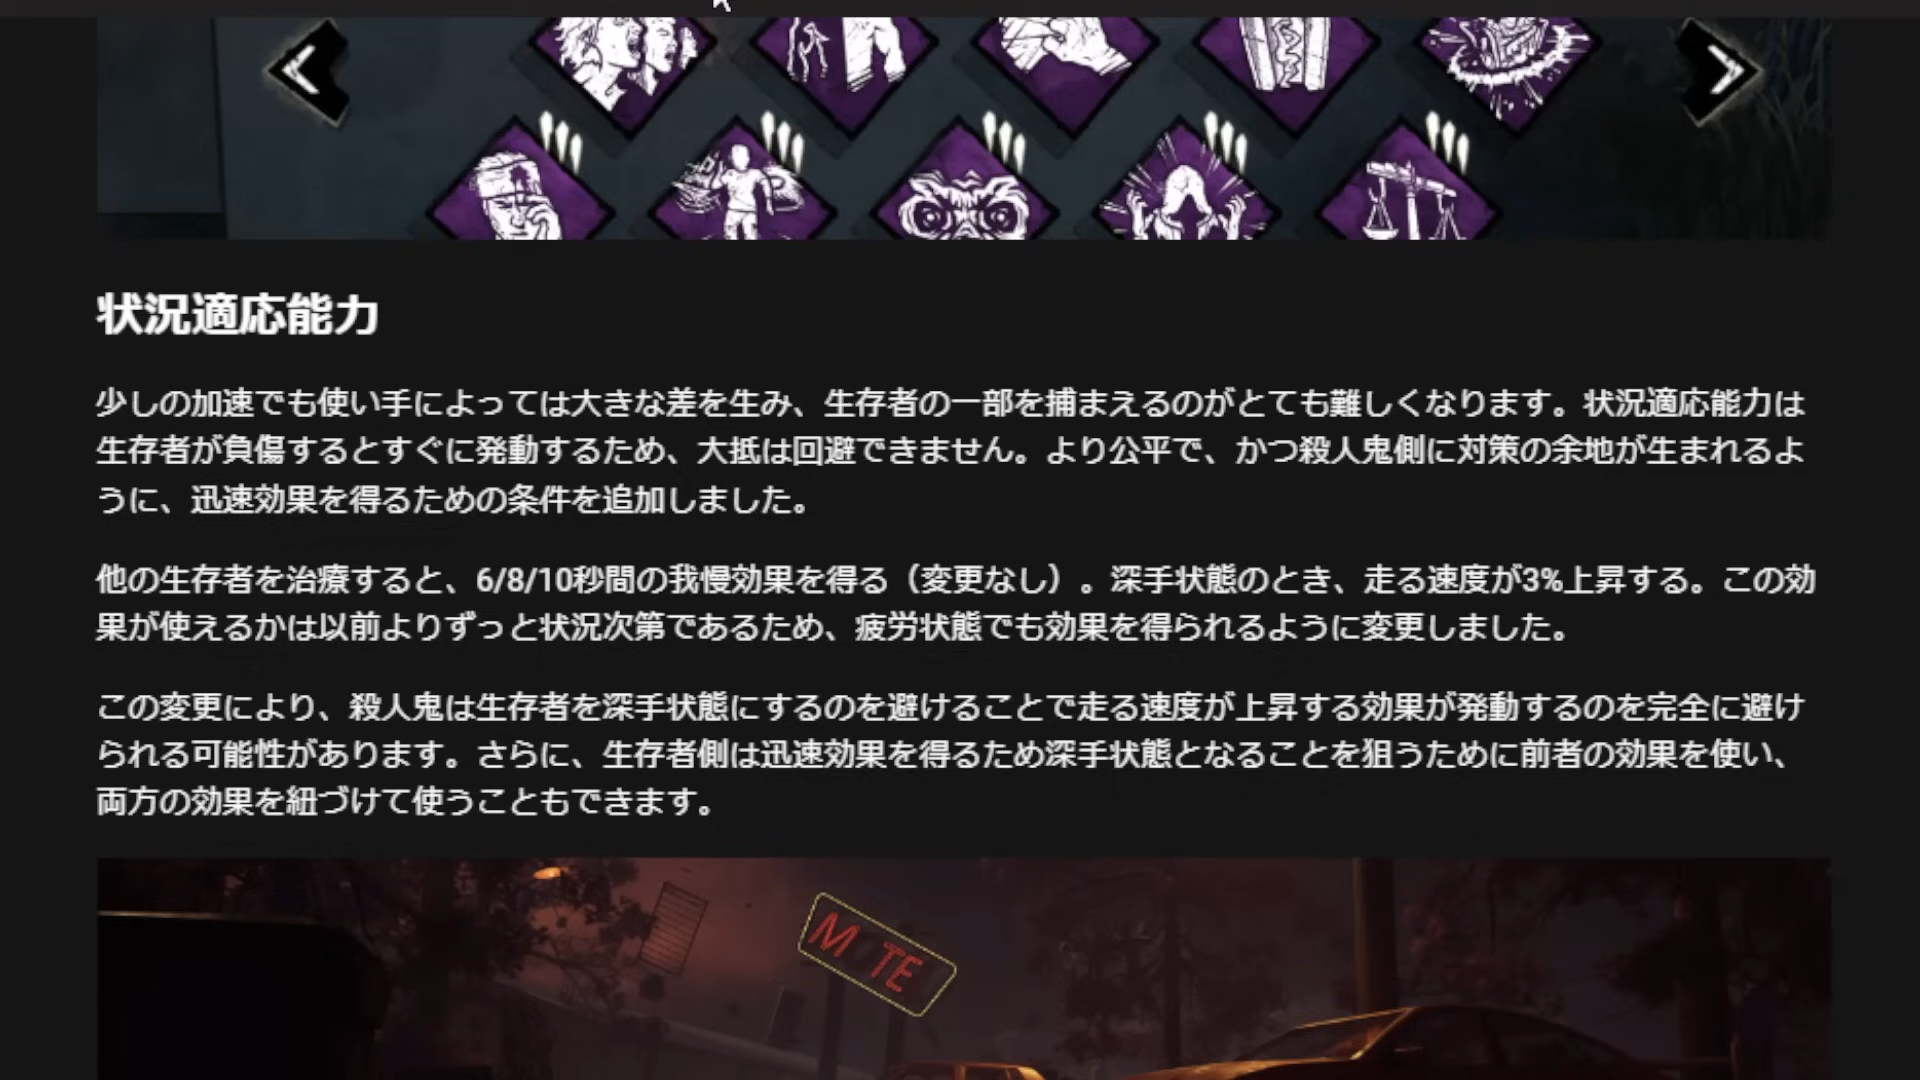 状況適応能力
少しの加速でも使い手によっては大きな差を生み、生存者の一部を捕まえるのがとても難しくなります。状況適応能力は
生存者が負傷するとすぐに発動するため、大抵は回避できません。より公平で、かつ殺人鬼側に対策の余地が生まれるよ
うに、迅速効果を得るための条件を追加しました。
他の生存者を治療すると、6/8/10秒間の我慢効果を得る（変更なし）。深手状態のとき、走る速度が3%上昇する。この効
果が使えるかは以前よりずっと状況次第であるため、疲労状態でも効果を得られるように変更しました。
この変更により、殺人鬼は生存者を深手状態にするのを避けることで走る速度が上昇する効果が発動するのを完全に避け
られる可能性があります。さらに、生存者側は迅速効果を得るため深手状態となることを狙うために前者の効果を使い、
両方の効果を紐づけて使うこともできます。
M TE